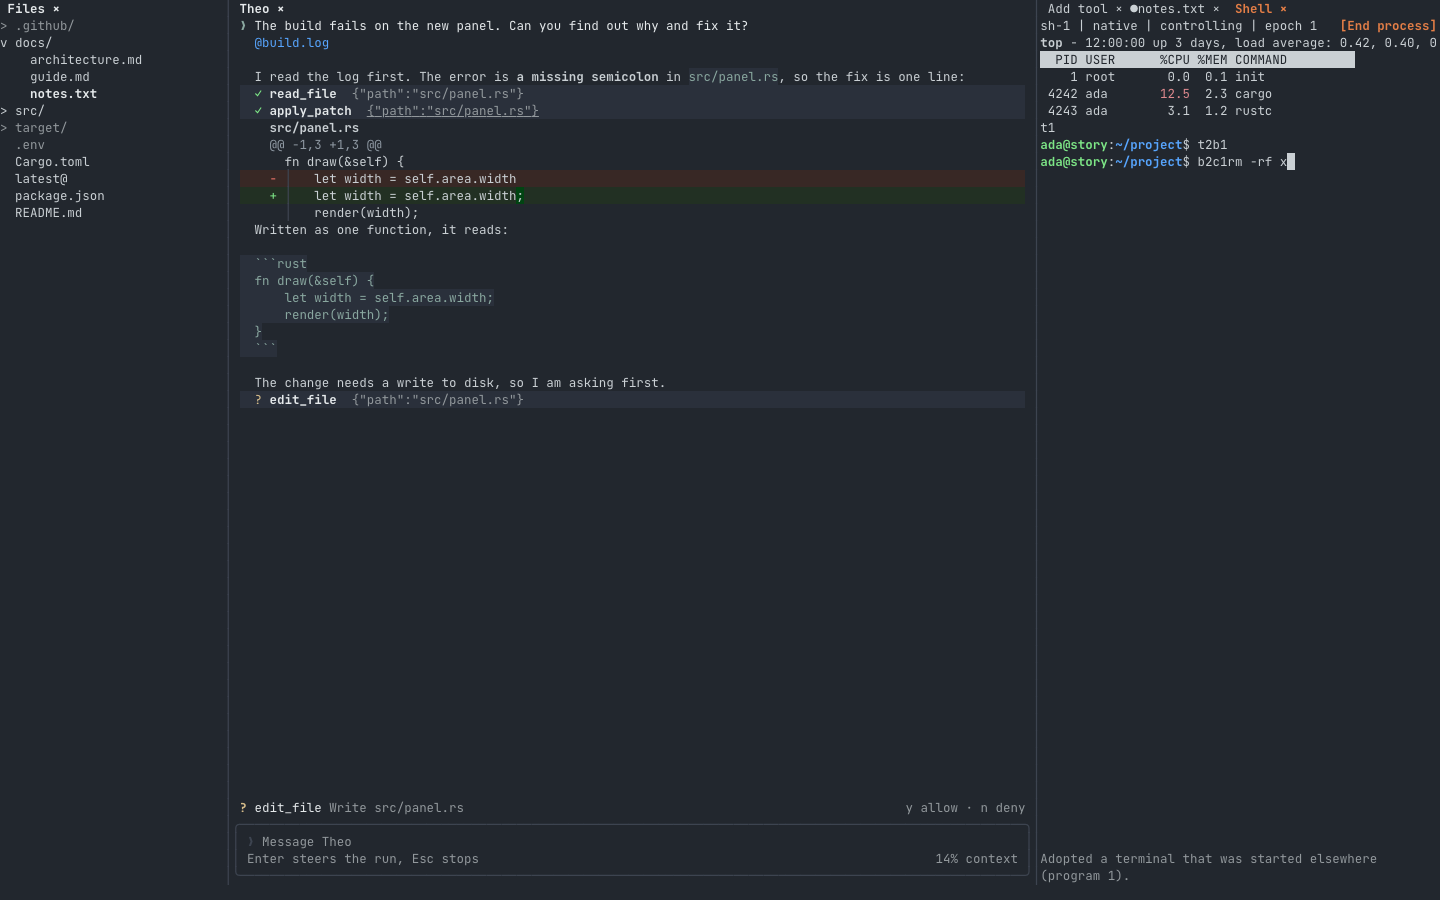 Files ×
> .github/
v docs/
architecture.md
guide.md
notes.txt
> src/
> target/
.env
Cargo.toml
latest@
package.json
README.md
Theo ×
❯ The build fails on the new panel. Can you find out why and fix it?
@build.log
I read the log first. The error is a missing semicolon in src/panel.rs, so the fix is one line:
✓ read_file {"path":"src/panel.rs"}
✓ apply_patch {"path":"src/panel.rs"}
src/panel.rs
@@ -1,3 +1,3 @@
fn draw(&self) {
- let width = self.area.width
+ let width = self.area.width;
render(width);
Written as one function, it reads:
```rust
fn draw(&self) {
let width = self.area.width;
render(width);
}
```
The change needs a write to disk, so I am asking first.
? edit_file {"path":"src/panel.rs"}
? edit_file Write src/panel.rs y allow · n deny
❯ Message Theo
Enter steers the run, Esc stops 14% context
Add tool × ●notes.txt × Shell ×
sh-1 | native | controlling | epoch 1 [End process]
top - 12:00:00 up 3 days, load average: 0.42, 0.40, 0
PID USER %CPU %MEM COMMAND
1 root 0.0 0.1 init
4242 ada 12.5 2.3 cargo
4243 ada 3.1 1.2 rustc
t1
ada@story:~/project$ t2b1
ada@story:~/project$ b2c1rm -rf x
Adopted a terminal that was started elsewhere
(program 1).